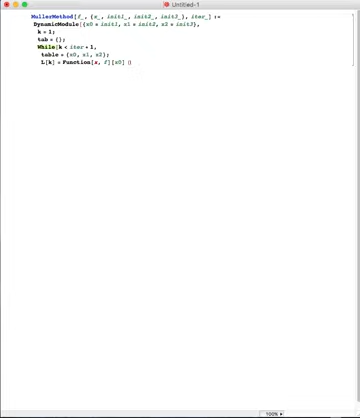 Untitled-1
MullerMethod[f_, {x_, init1_, init2_, init3_}, iter_] :=
DynamicModule[{x0 = init1, x1 = init2, x2 = init3},
k = 1;
tab = {};
While[k < iter + 1,
table = {x0, x1, x2};
L[k] = Function[x, f][x0] ()
100%